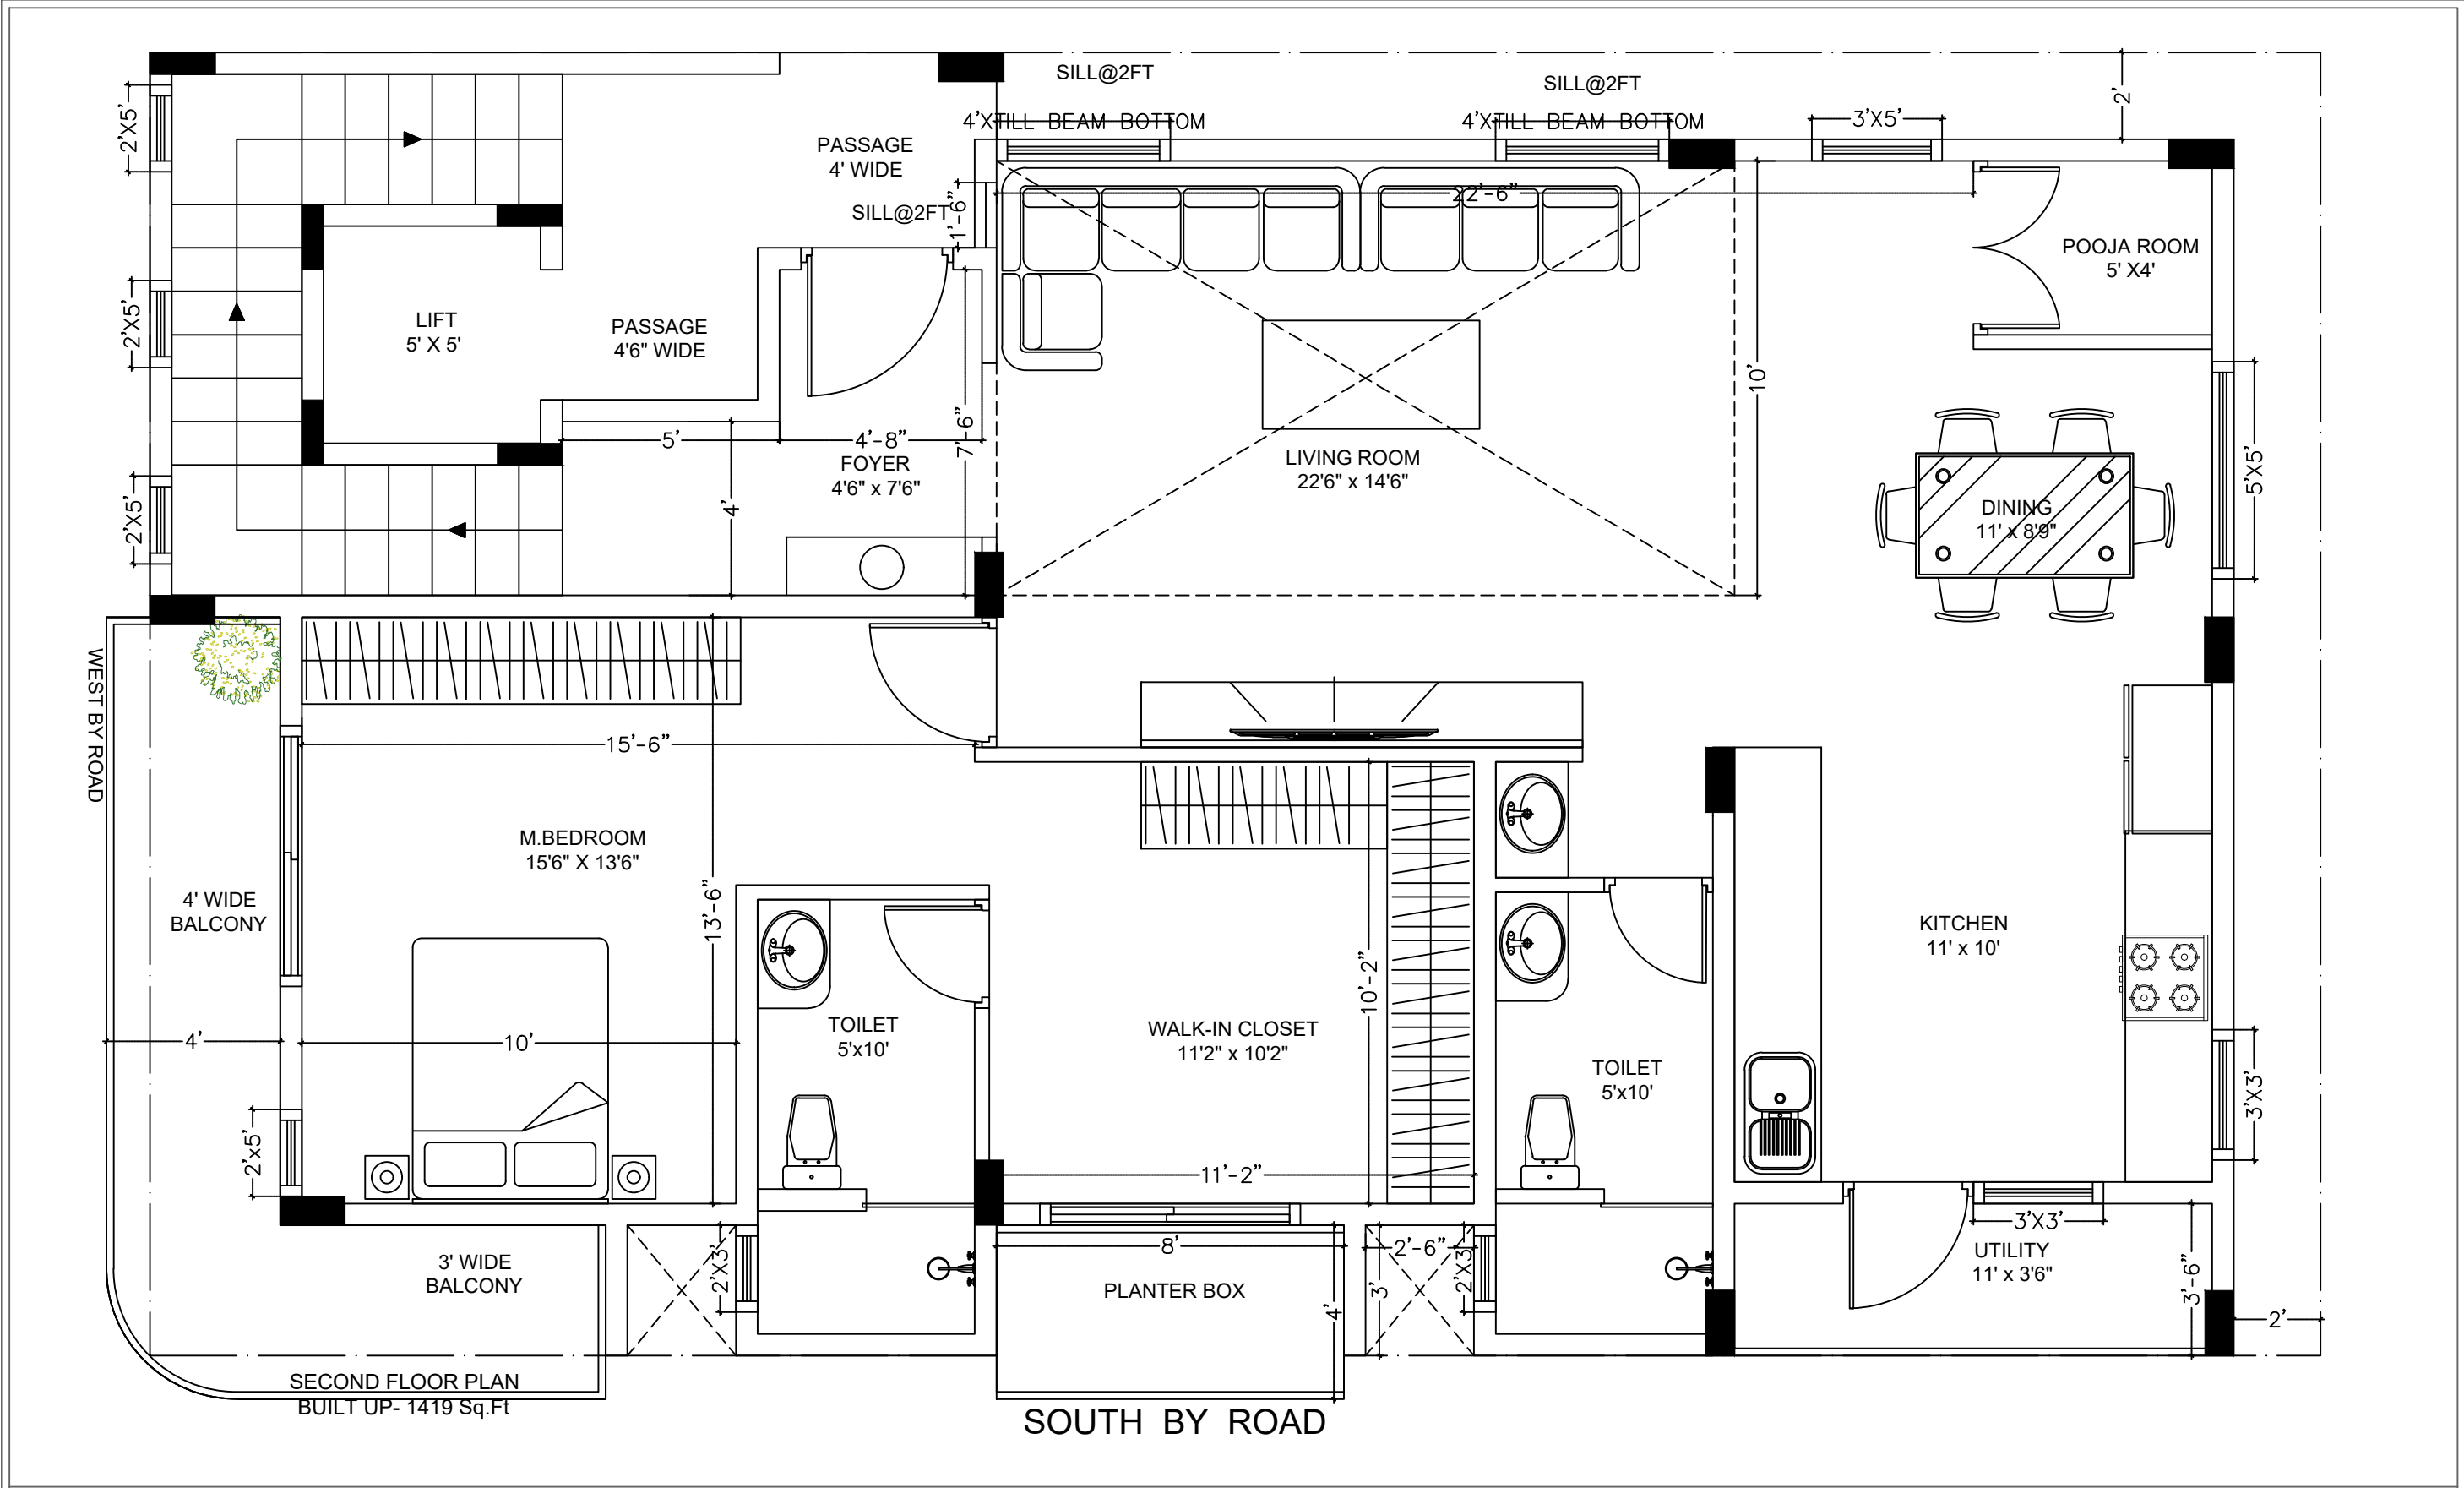 SILL@2FT
SILL@2FT
2'
2'X5'
4'XTILL BEAM BOTTOM
4'XTILL BEAM BOTTOM
3'X5'
PASSAGE
4' WIDE
22'-6"
SILL@2FT
1'-6"
POOJA ROOM
5' X4'
2'X5'
LIFT
5' X 5'
PASSAGE
4'6" WIDE
10'
5'
4'-8"
7'-6"
FOYER
4'6" x 7'6"
LIVING ROOM
22'6" x 14'6"
5'X5'
2'X5'
4'
DINING
11' x 8'9"
WEST BY ROAD
15'-6"
M.BEDROOM
15'6" X 13'6"
4' WIDE
BALCONY
13'-6"
KITCHEN
11' x 10'
10'-2"
4'
10'
TOILET
5'x10'
WALK-IN CLOSET
11'2" x 10'2"
TOILET
5'x10'
3'X3'
2'x5'
11'-2"
3'X3'
3' WIDE
BALCONY
2'X3'
8'
2'-6"
2'X3'
UTILITY
11' x 3'6"
3'-6"
PLANTER BOX
4'
3'
2'
SECOND FLOOR PLAN
BUILT UP- 1419 Sq.Ft
SOUTH BY ROAD